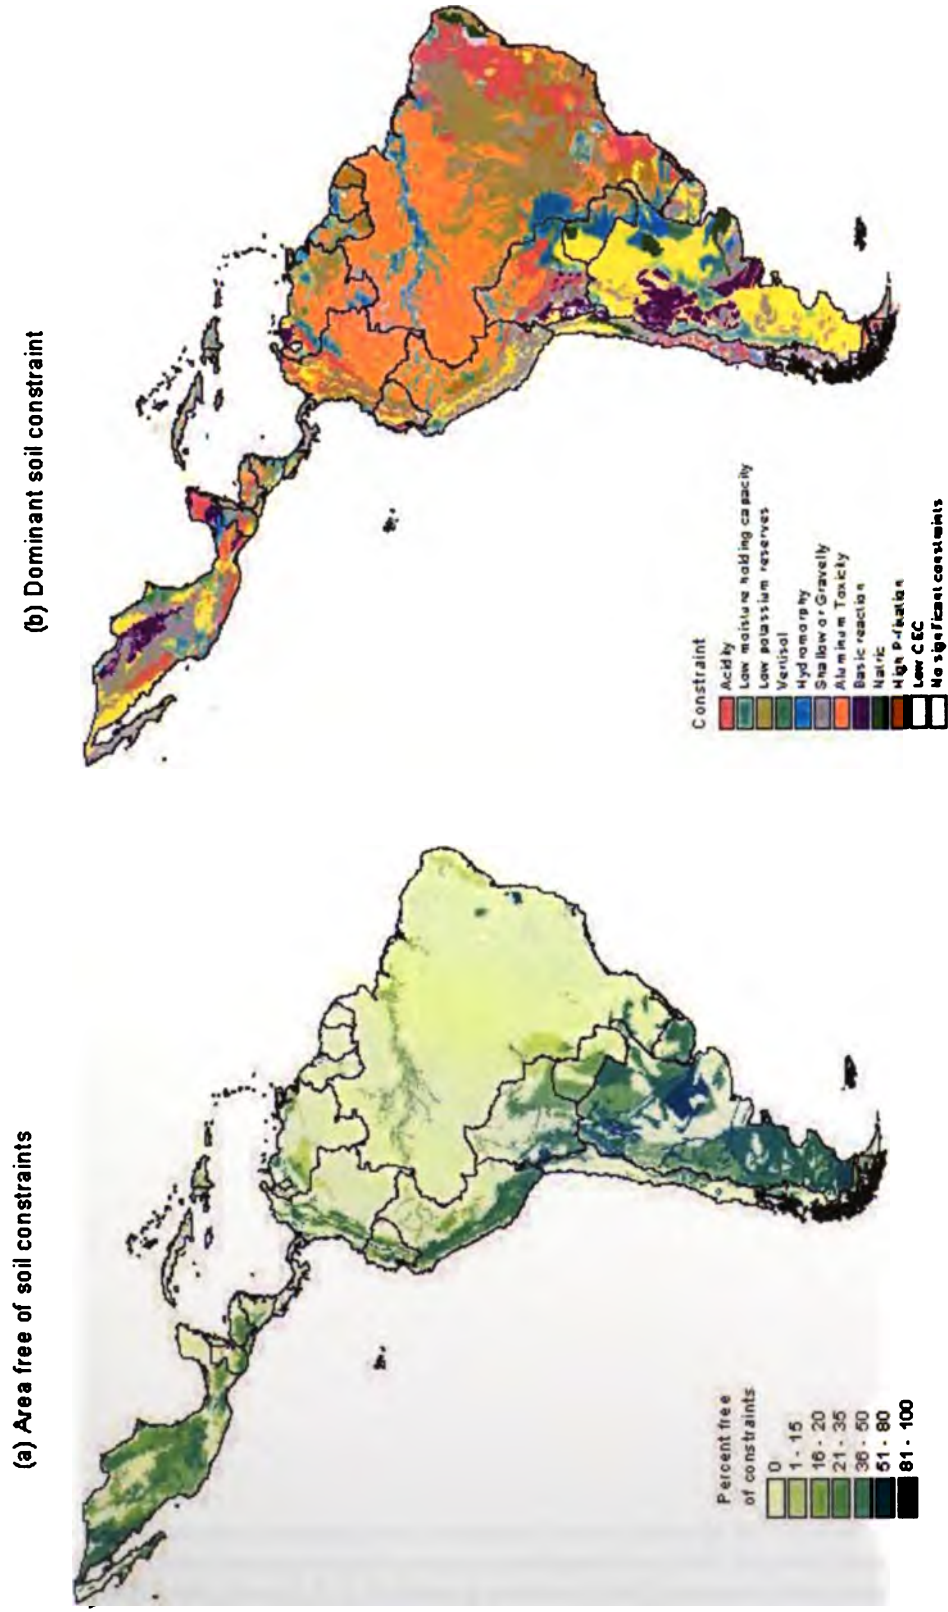 (a) Area free of soil constraints
Percent free
of constraints
0
1 - 15
16 - 20
21 - 35
36 - 50
51 - 80
81 - 100
(b) Dominant soil constraint
Constraint
Acidity
Low moisture holding capacity
Low potassium reserves
Vertisol
Hydromorphy
Shallow or Gravelly
Aluminum Toxicity
Basic reaction
Natric
High P-fixation
Low CEC
No significant constraints